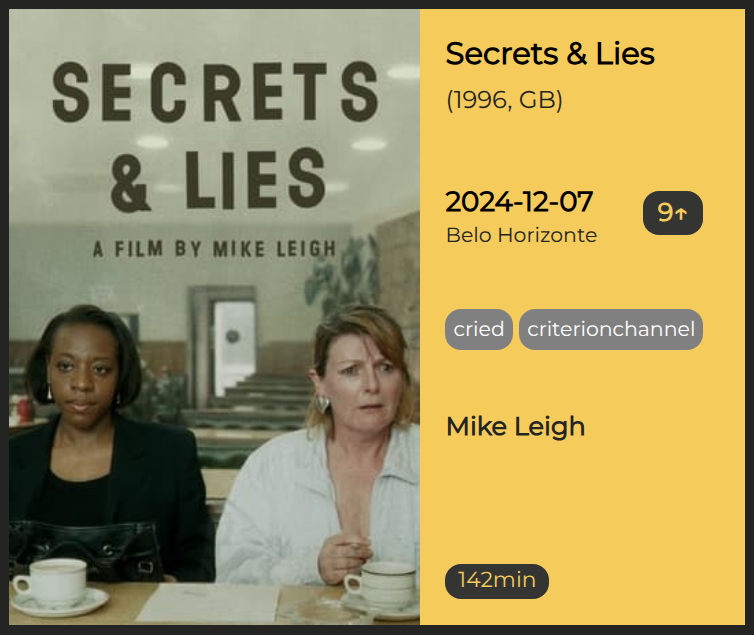 SECRETS
& LIES
A FILM BY MIKE LEIGH
Secrets & Lies
(1996, GB)
2024-12-07
Belo Horizonte
9↑
cried criterionchannel
Mike Leigh
142min